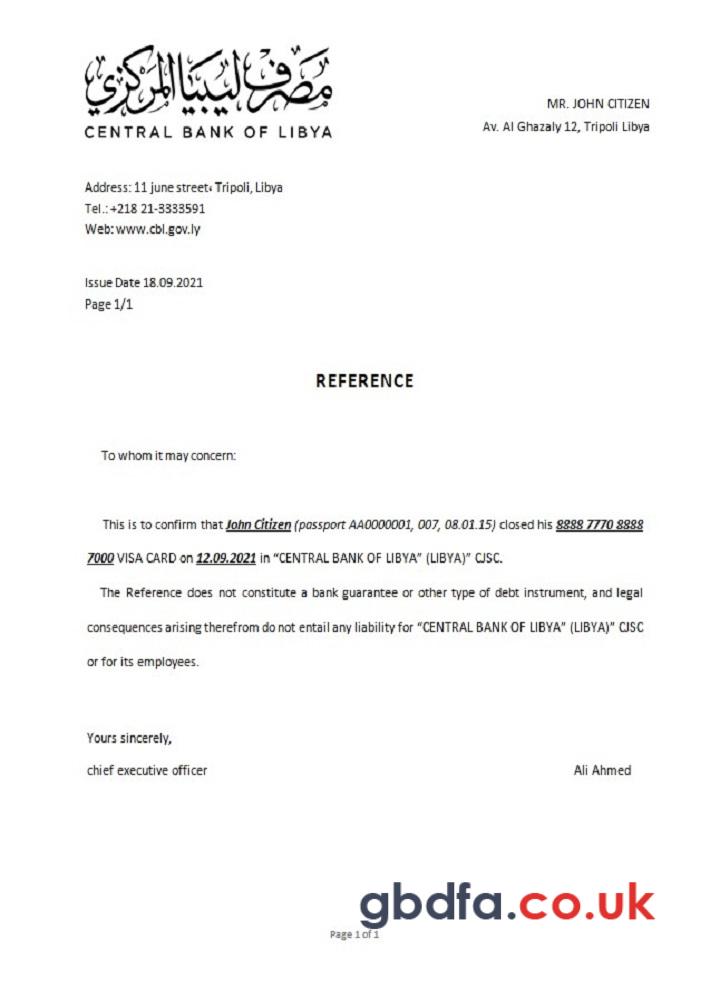 مصرف ليبيا المركزي
CENTRAL BANK OF LIBYA
MR. JOHN CITIZEN
Av. Al Ghazaly 12, Tripoli Libya
Address: 11 june street، Tripoli, Libya
Tel.: +218 21-3333591
Web: www.cbl.gov.ly
Issue Date 18.09.2021
Page 1/1
REFERENCE
To whom it may concern:
This is to confirm that John Citizen (passport AA0000001, 007, 08.01.15) closed his 8888 7770 8888
7000 VISA CARD on 12.09.2021 in “CENTRAL BANK OF LIBYA” (LIBYA)” CJSC.
The Reference does not constitute a bank guarantee or other type of debt instrument, and legal
consequences arising therefrom do not entail any liability for “CENTRAL BANK OF LIBYA” (LIBYA)” CJSC
or for its employees.
Yours sincerely,
chief executive officer Ali Ahmed
gbdfa.co.uk
Page 1 of 1